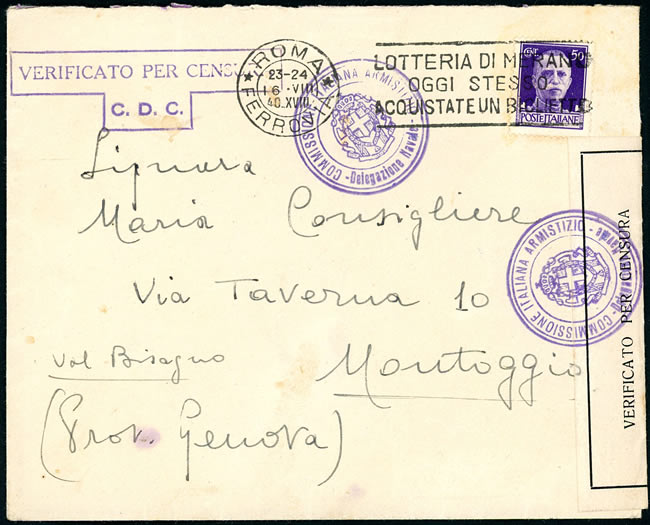 VERIFICATO PER CENSU
C. D. C.
ROMA
23-24
16 VIII
40.XVIII
FERROVIA
LOTTERIA DI MERANO
OGGI STESSO
ACQUISTATE UN BIGLIETTO
50
POSTE ITALIANE
COMMISSIONE ITALIANA ARMISTIZIO
- Delegazione Navale -
Signora
Maria Consigliere
Via Taverna 10
Val Bisagno
Montoggio
(Prov. Genova)
COMMISSIONE ITALIANA ARMISTIZIO -
VERIFICATO PER CENSURA